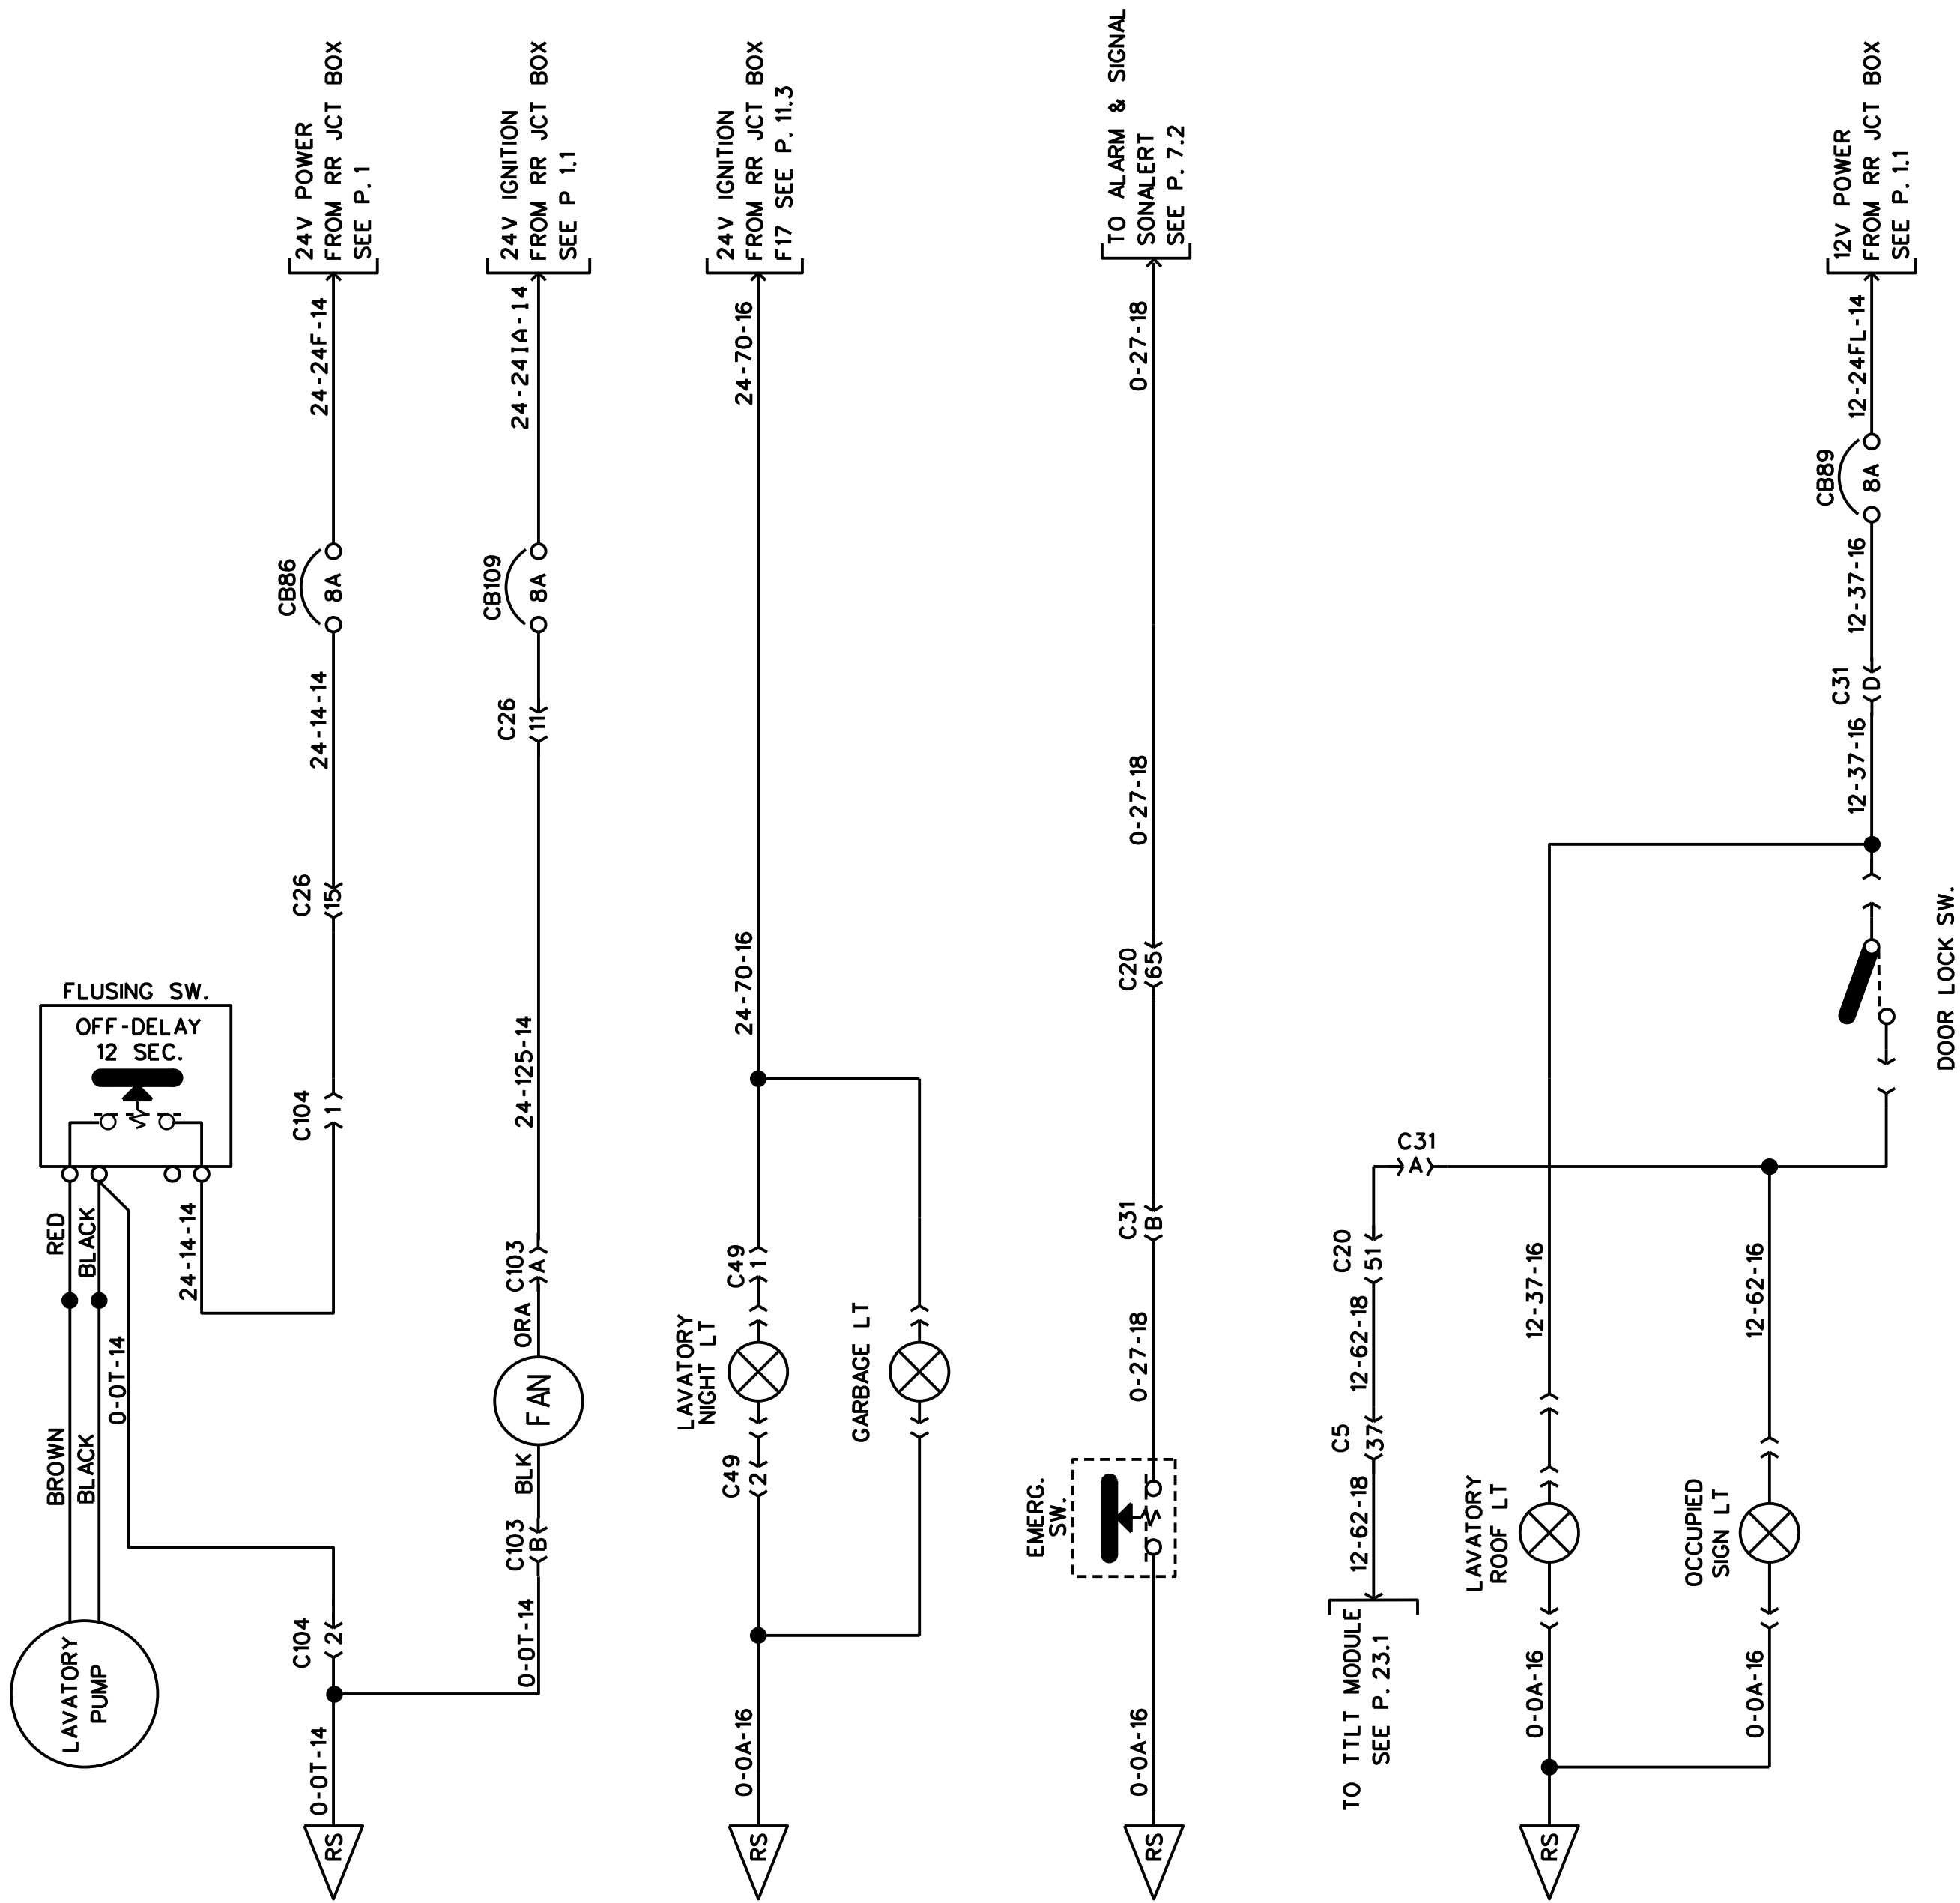 24V POWER
FROM RR JCT BOX
SEE P. 1
24-24F-14
CB86
8A
24-14-14
C26
15
C104
1
24-14-14
FLUSING SW.
OFF-DELAY
12 SEC.
RED
BLACK
BROWN
BLACK
0-0T-14
LAVATORY
PUMP
C104
2
0-0T-14
RS
24V IGNITION
FROM RR JCT BOX
SEE P 1.1
24-24IA-14
CB109
8A
C26
11
24-125-14
C103
A
ORA
FAN
BLK
C103
B
0-0T-14
24V IGNITION
FROM RR JCT BOX
F17 SEE P. 11.3
24-70-16
24-70-16
C49
1
LAVATORY
NIGHT LT
GARBAGE LT
C49
2
0-0A-16
RS
TO ALARM & SIGNAL
SONALERT
SEE P. 7.2
0-27-18
0-27-18
C20
65
C31
B
0-27-18
EMERG.
SW.
0-0A-16
RS
12V POWER
FROM RR JCT BOX
SEE P. 1.1
12-24FL-14
CB89
8A
12-37-16
C31
D
12-37-16
DOOR LOCK SW.
C31
A
C20
51
12-62-18
C5
37
12-62-18
TO TTLT MODULE
SEE P. 23.1
12-37-16
LAVATORY
ROOF LT
0-0A-16
12-62-16
OCCUPIED
SIGN LT
0-0A-16
RS